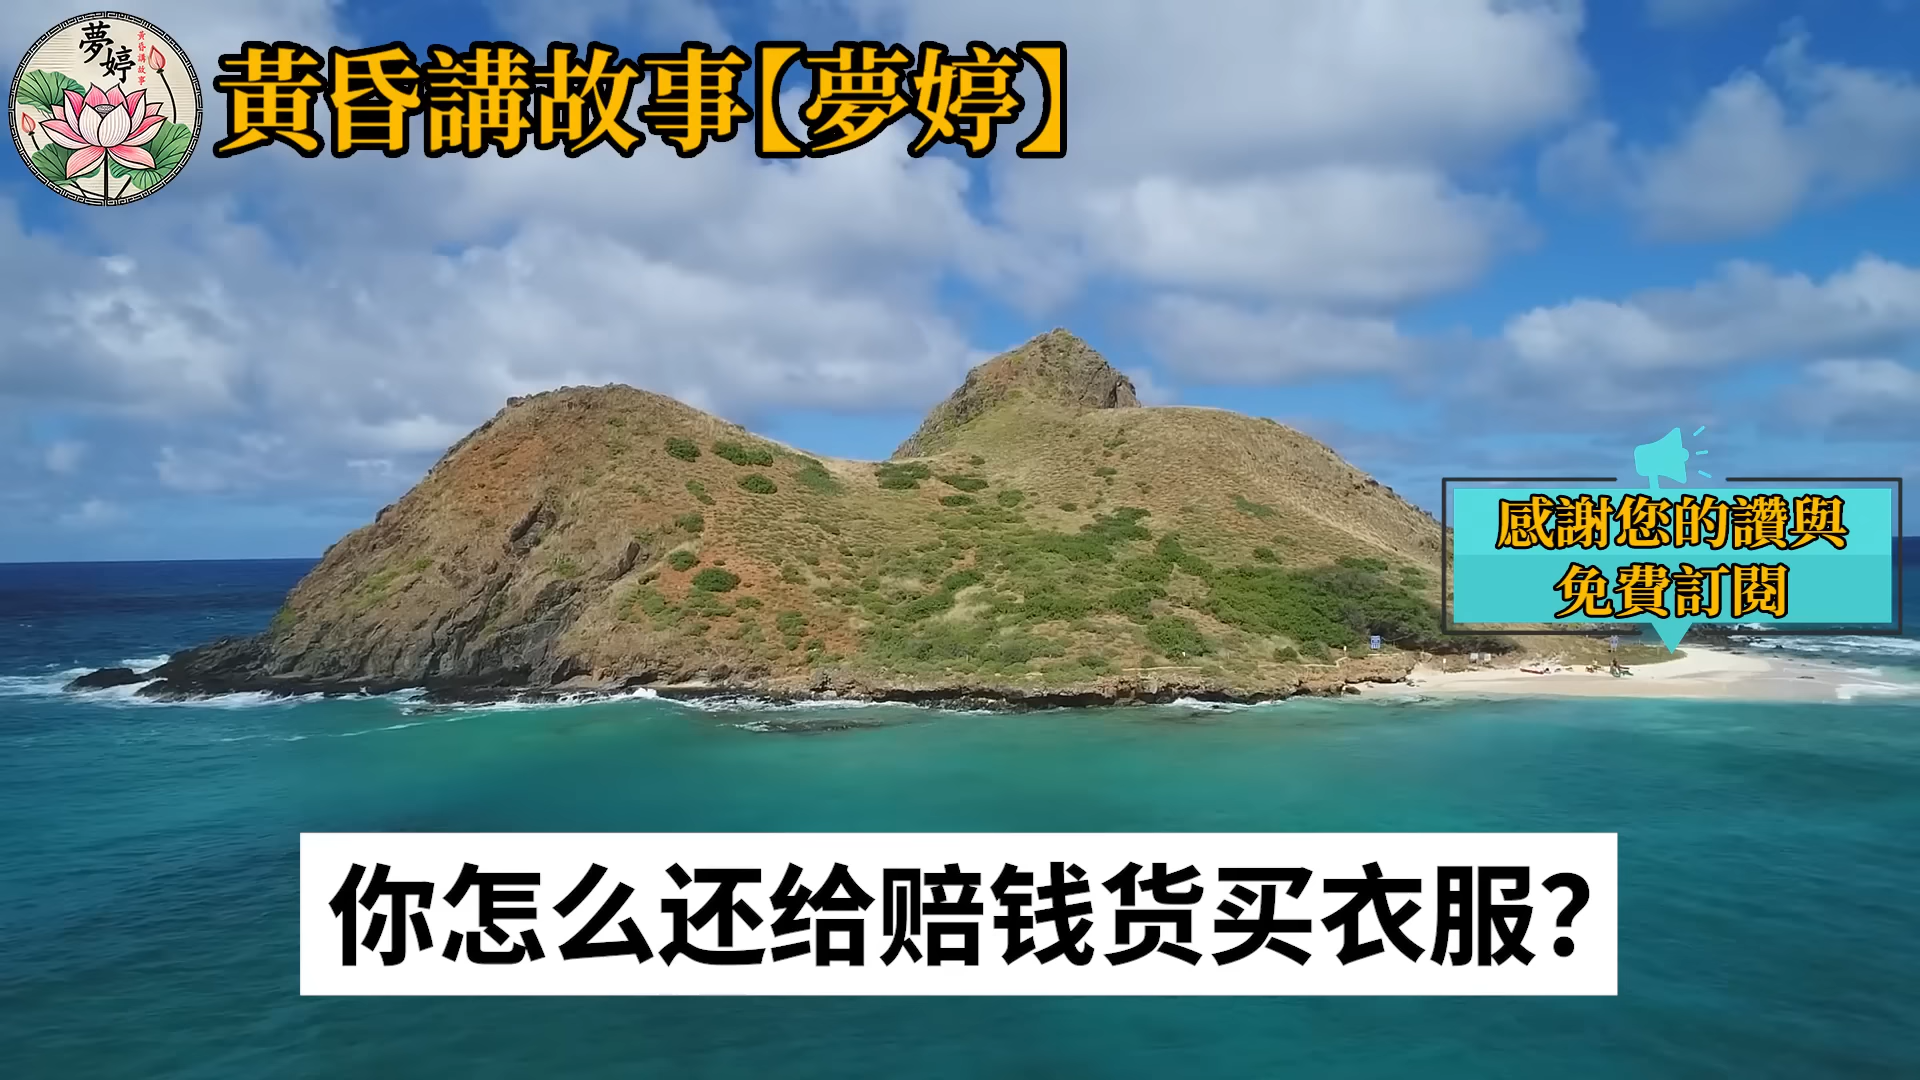 夢婷
黃昏講故事
黃昏講故事【夢婷】
感謝您的讚與
免費訂閱
你怎么还给赔钱货买衣服？